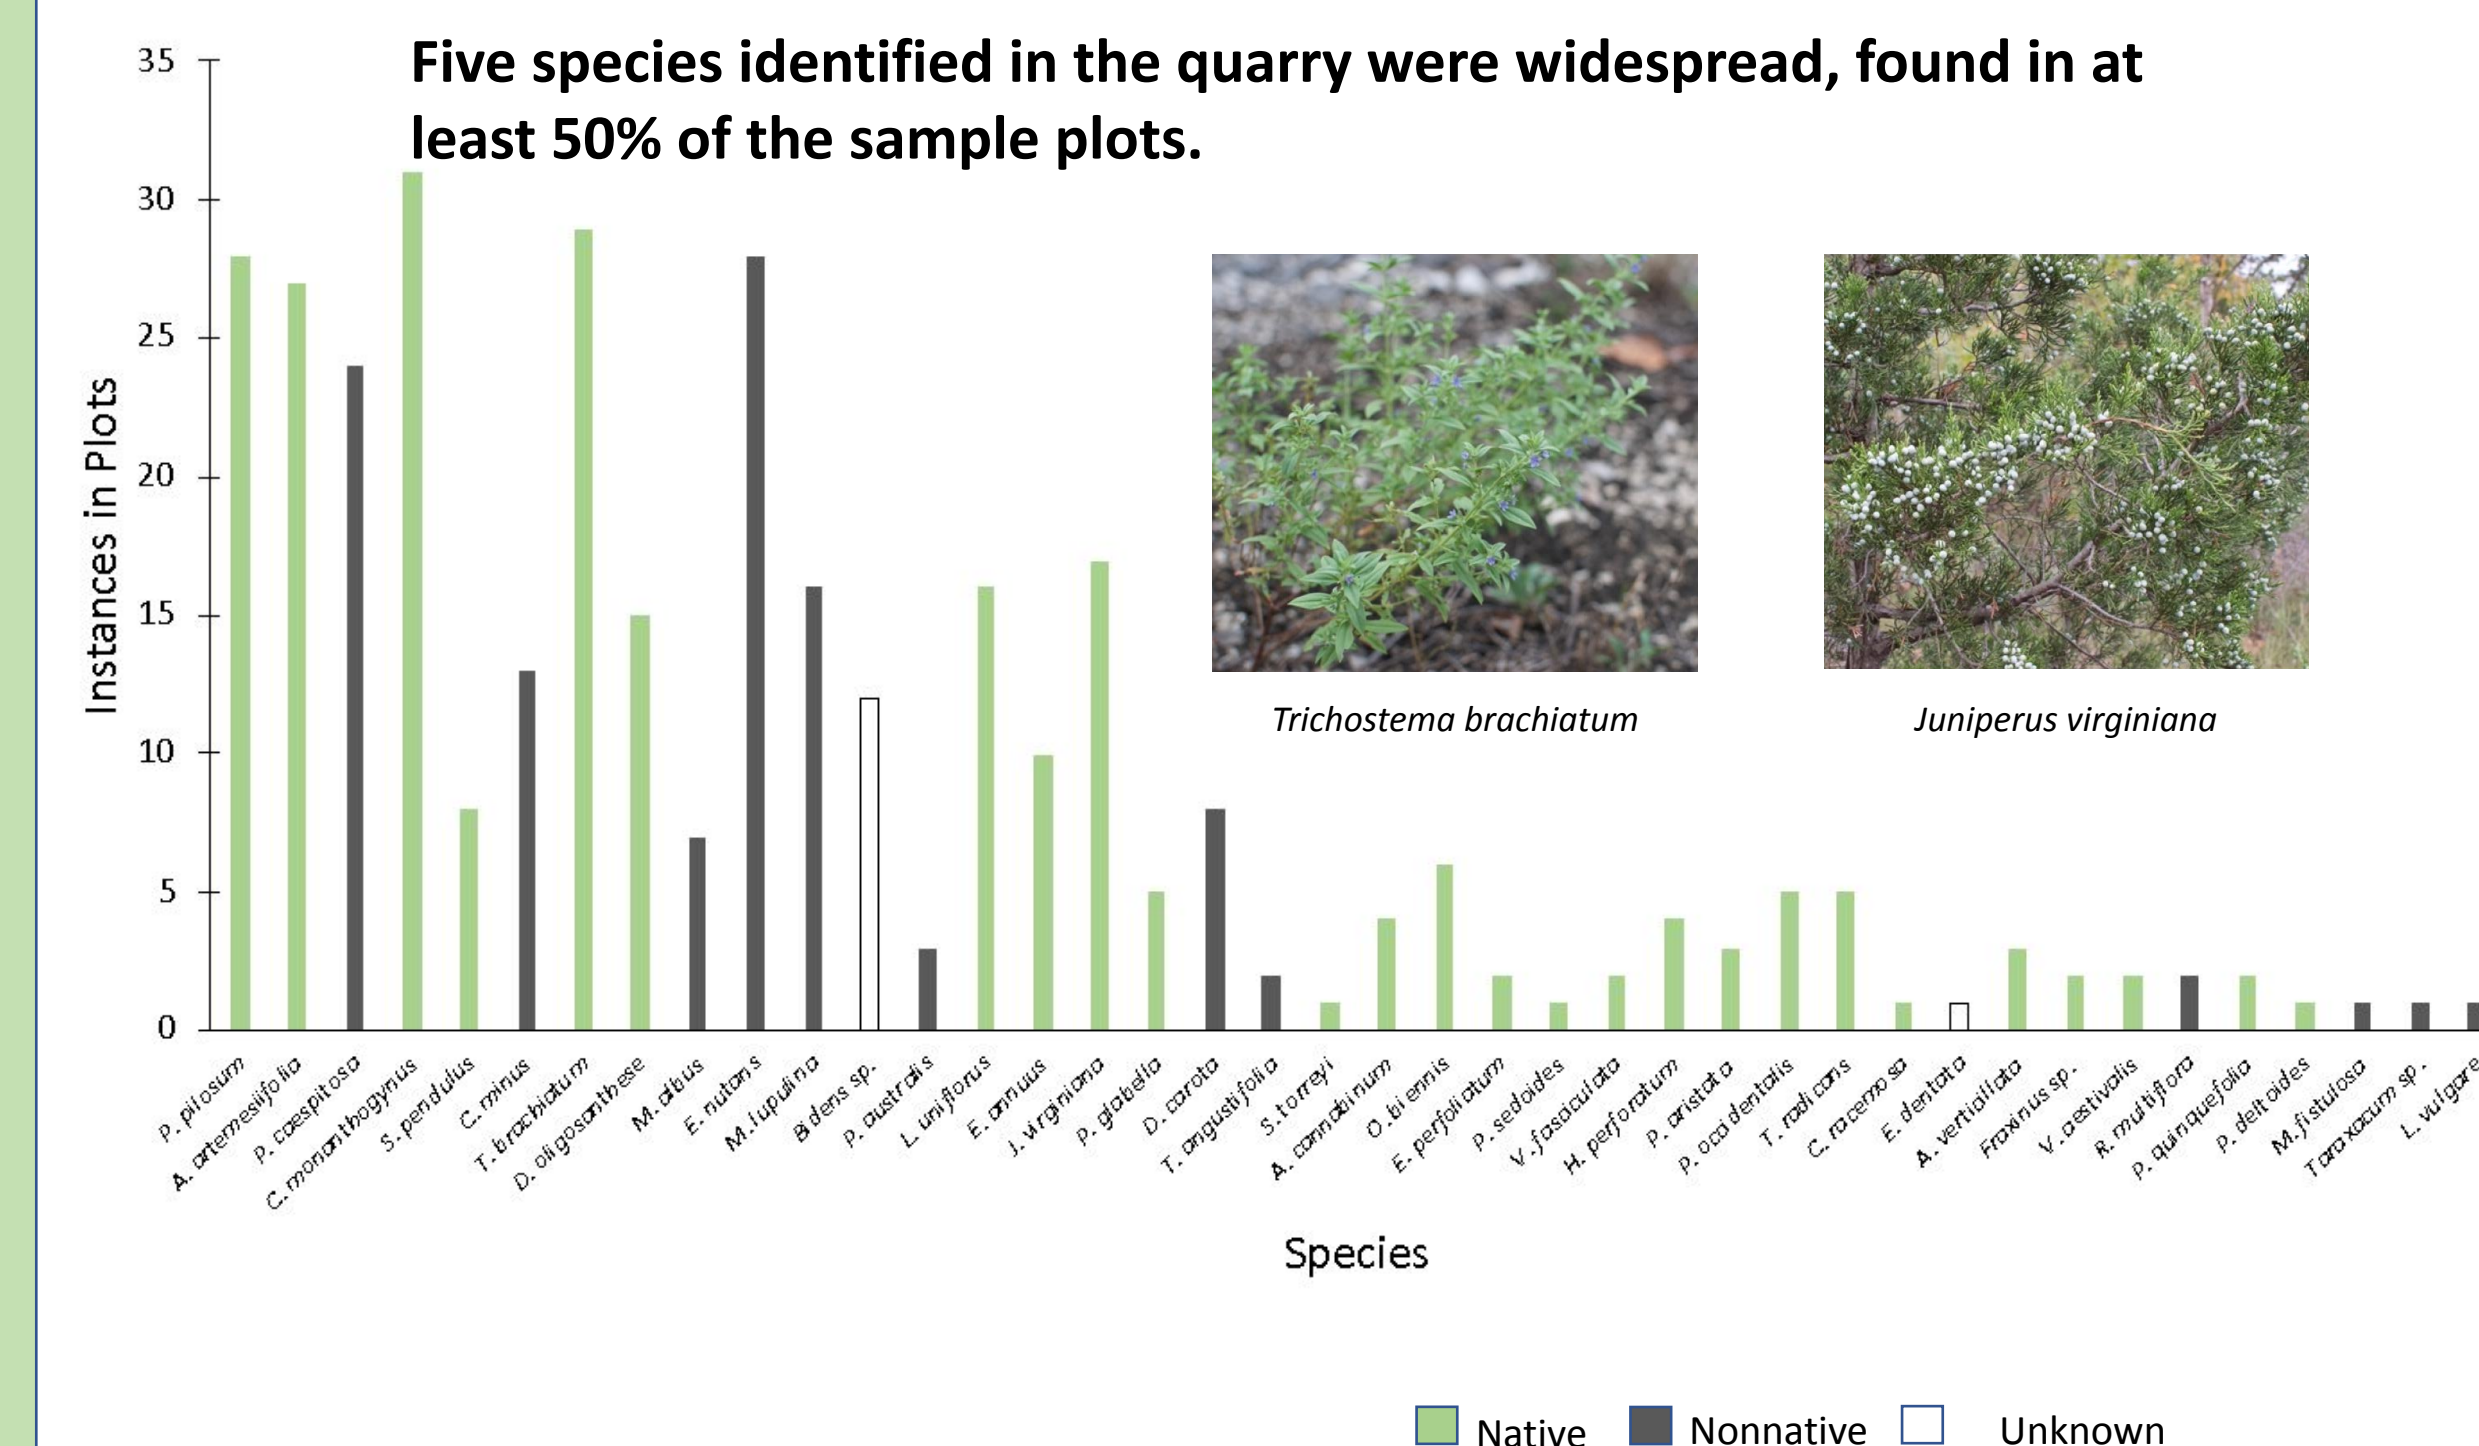 Five species identified in the quarry were widespread, found in at
least 50% of the sample plots.
35
30
25
20
15
10
5
0
Instances in Plots
Trichostema brachiatum
Juniperus virginiana
P. pilosum
A. artemesiifolia
P. caespitosa
C. monanthogynus
S. pendulus
C. minus
T. brachiatum
D. oligosanthese
M. albus
E. nutans
M. lupulina
Bidens sp.
P. australis
L. uniflorus
E. annuus
J. virginiana
P. glabella
D. carota
T. angustifolia
S. torreyi
A. cannabinum
O. biennis
E. perfoliatum
P. sedoides
V. fasciculata
H. perforatum
P. aristata
P. occidentalis
T. radicans
C. racemosa
E. dentata
A. verticillata
Fraxinus sp.
V. aestivalis
R. multiflora
P. quinquefolia
P. deltoides
M. fistulosa
Taraxacum sp.
L. vulgare
Species
Native
Nonnative
Unknown